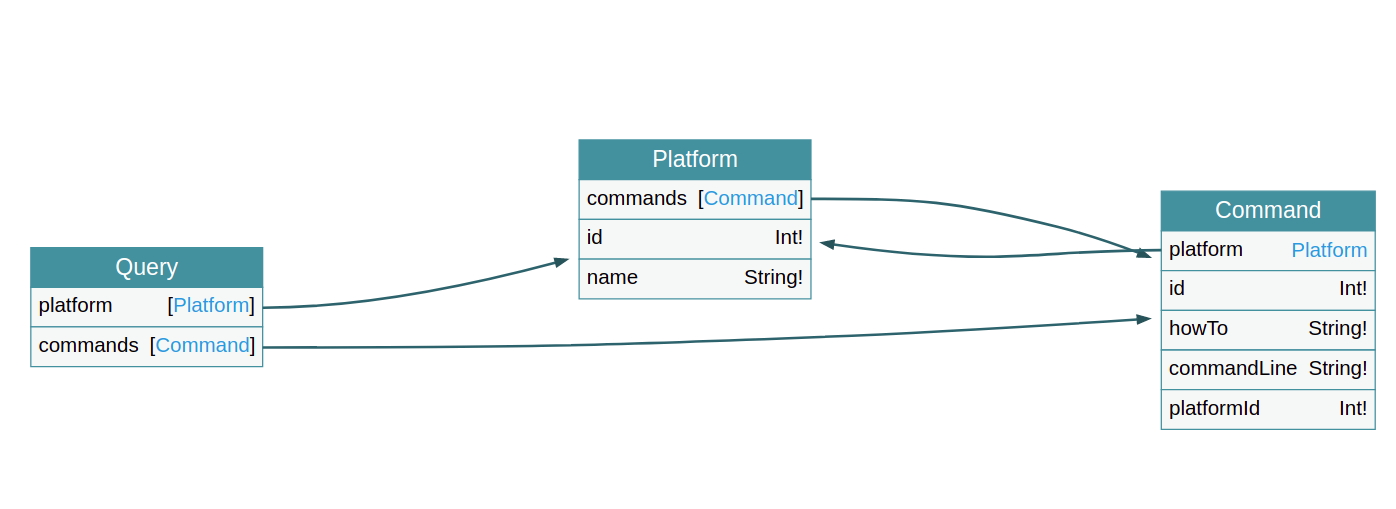 Query
platform [Platform]
commands [Command]
Platform
commands [Command]
id Int!
name String!
Command
platform Platform
id Int!
howTo String!
commandLine String!
platformId Int!